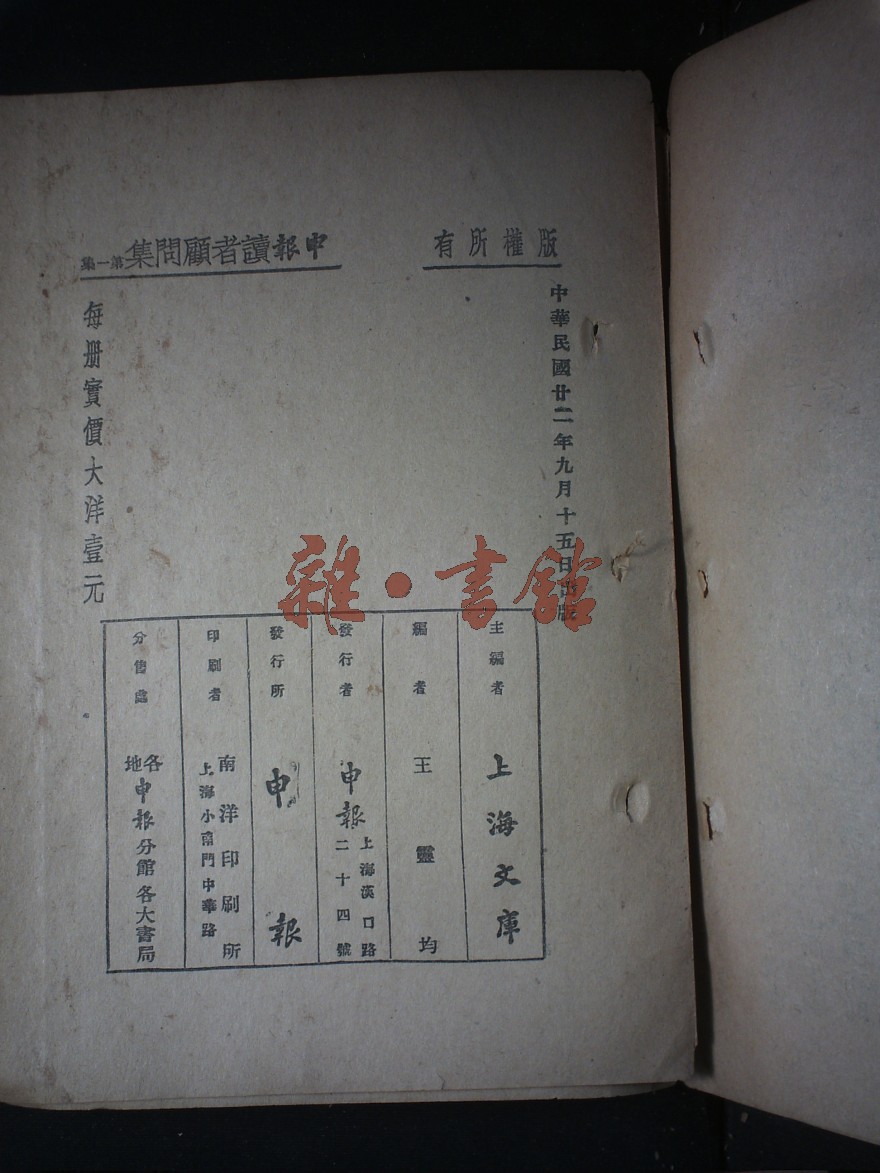 版權所有
申報讀者顧問集第一集
中華民國廿二年九月十五日出版
每册實價大洋壹元
主編者 上海文庫
編者 王靈均
發行者 申報 上海漢口路二十四號
發行所 申報
印刷者 南洋印刷所 上海小南門中華路
分售處 各地申報分館各大書局
雜·書館